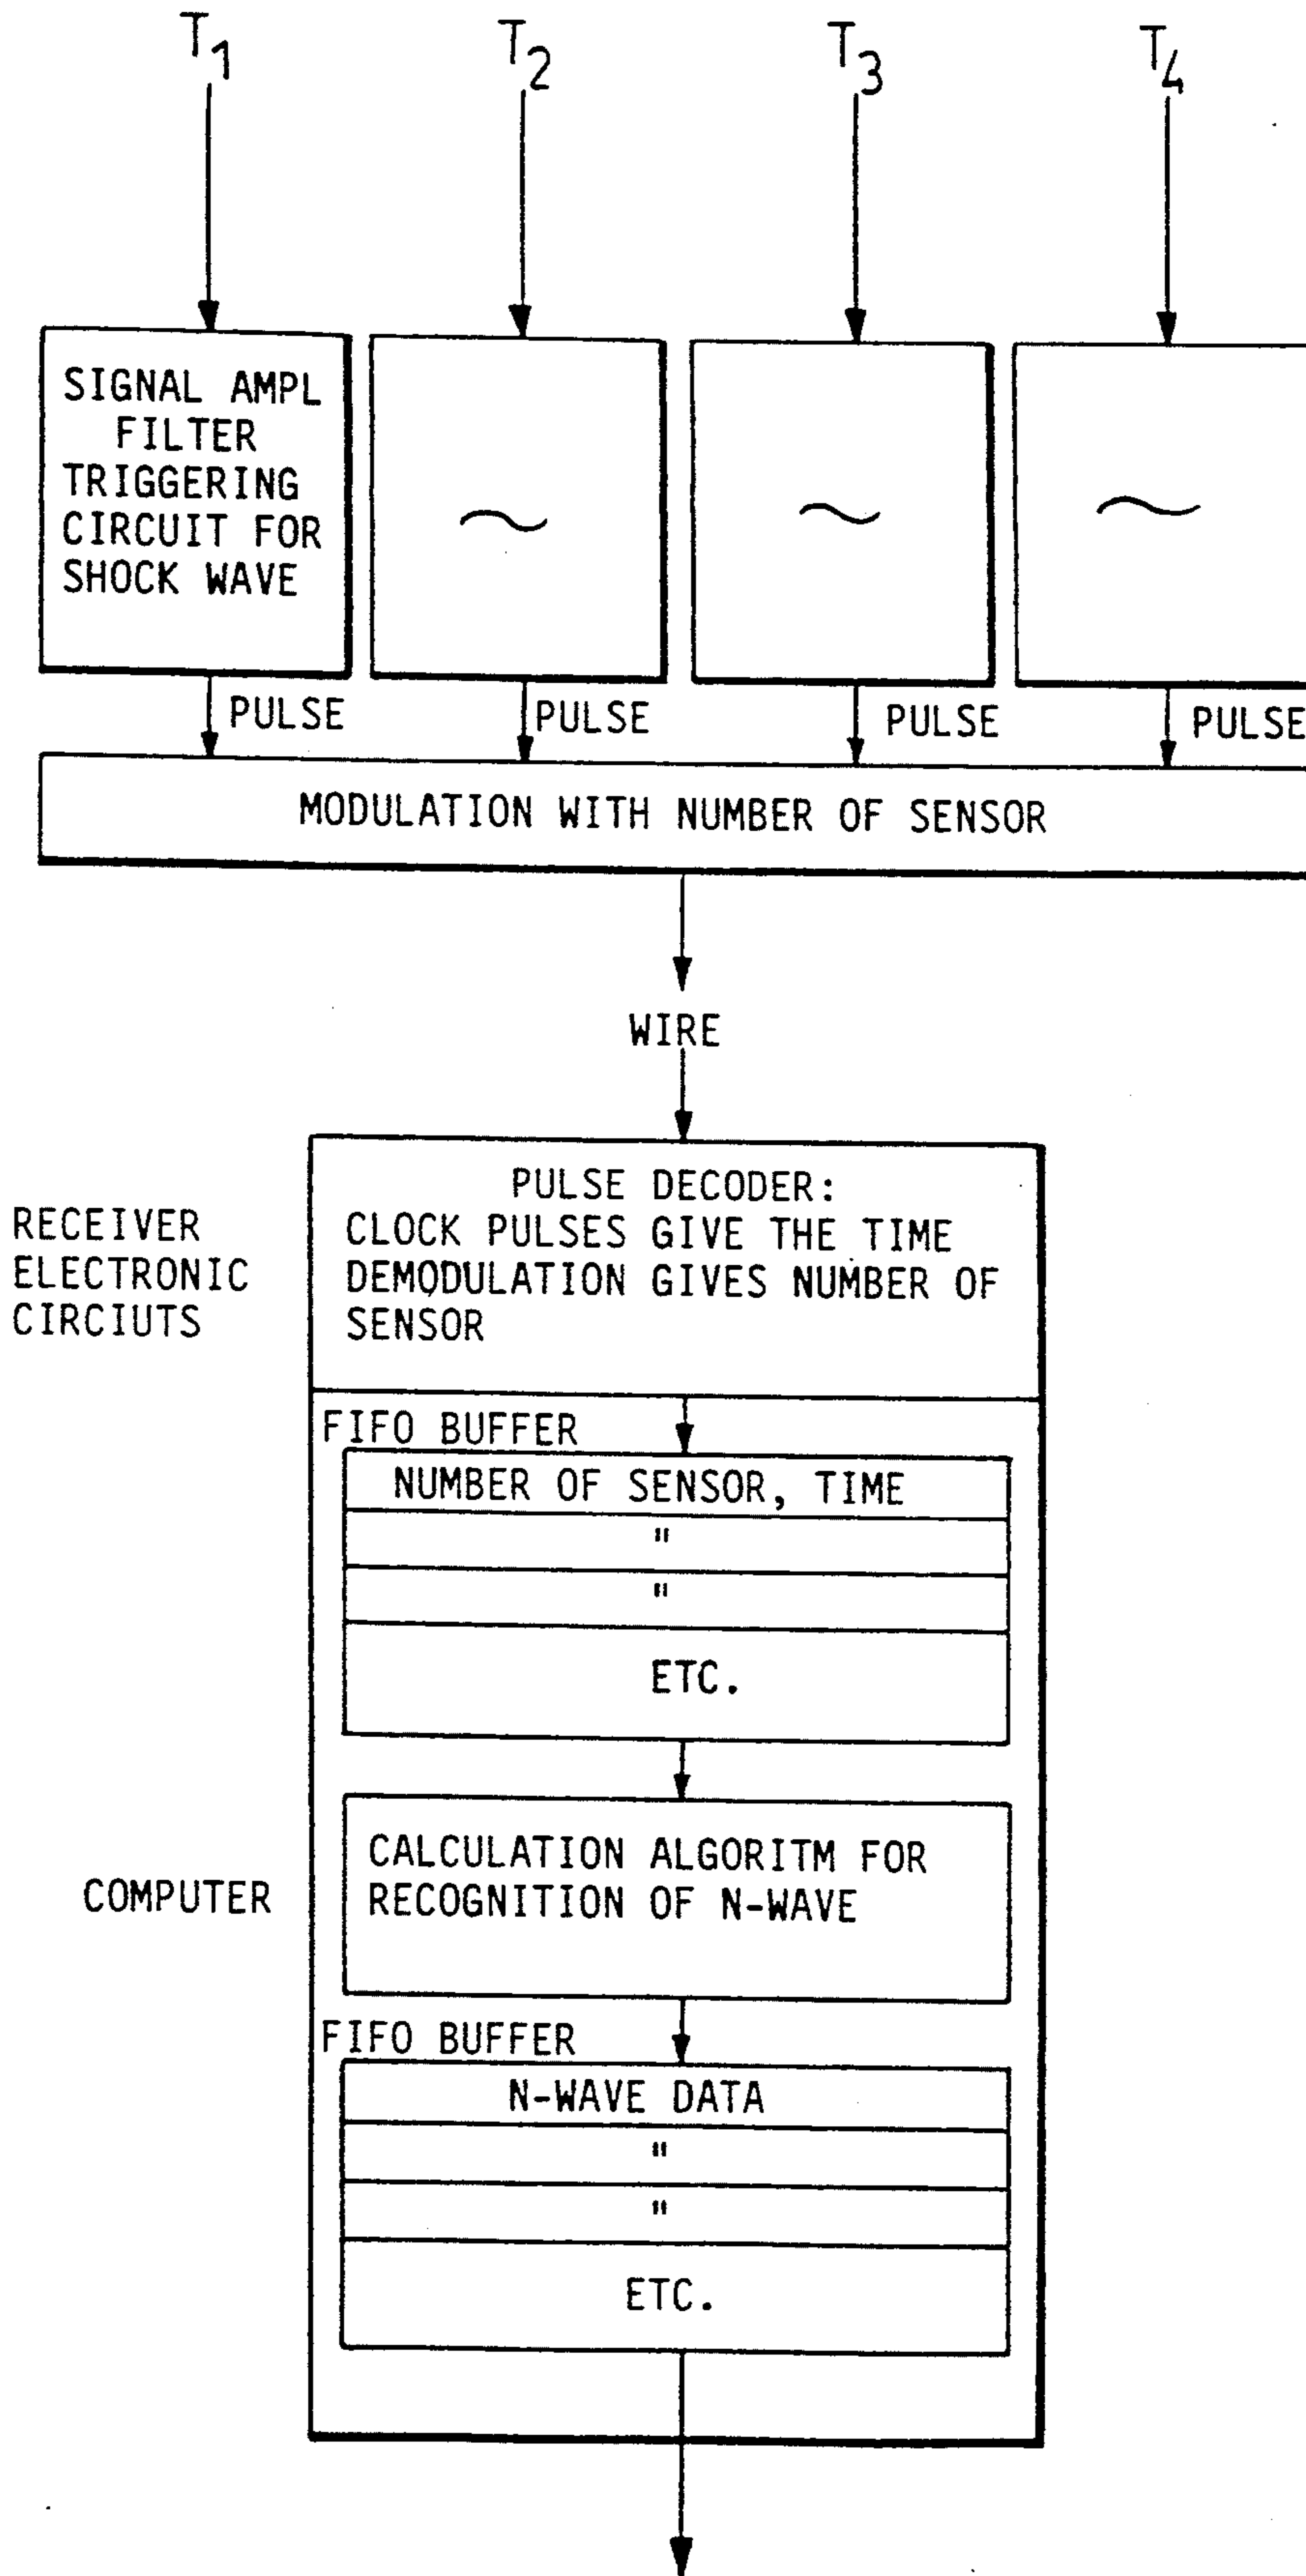 T1
T2
T3
T4
SIGNAL AMPL
FILTER
TRIGGERING
CIRCUIT FOR
SHOCK WAVE
~
~
~
PULSE
PULSE
PULSE
PULSE
MODULATION WITH NUMBER OF SENSOR
WIRE
RECEIVER
ELECTRONIC
CIRCIUTS
PULSE DECODER:
CLOCK PULSES GIVE THE TIME
DEMODULATION GIVES NUMBER OF
SENSOR
FIFO BUFFER
NUMBER OF SENSOR, TIME
"
"
ETC.
COMPUTER
CALCULATION ALGORITM FOR
RECOGNITION OF N-WAVE
FIFO BUFFER
N-WAVE DATA
"
"
ETC.